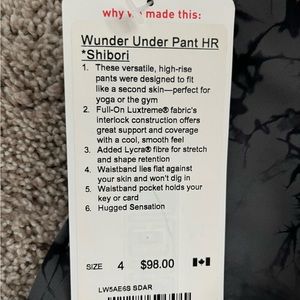 why we made this:
Wunder Under Pant HR
*Shibori
1. These versatile, high-rise
pants were designed to fit
like a second skin—perfect for
yoga or the gym
2. Full-On Luxtreme® fabric's
interlock construction offers
great support and coverage
with a cool, smooth feel
3. Added Lycra® fibre for stretch
and shape retention
4. Waistband lies flat against
your skin and won't dig in
5. Waistband pocket holds your
key or card
6. Hugged Sensation
SIZE 4 $98.00
LW5AE6S SDAR